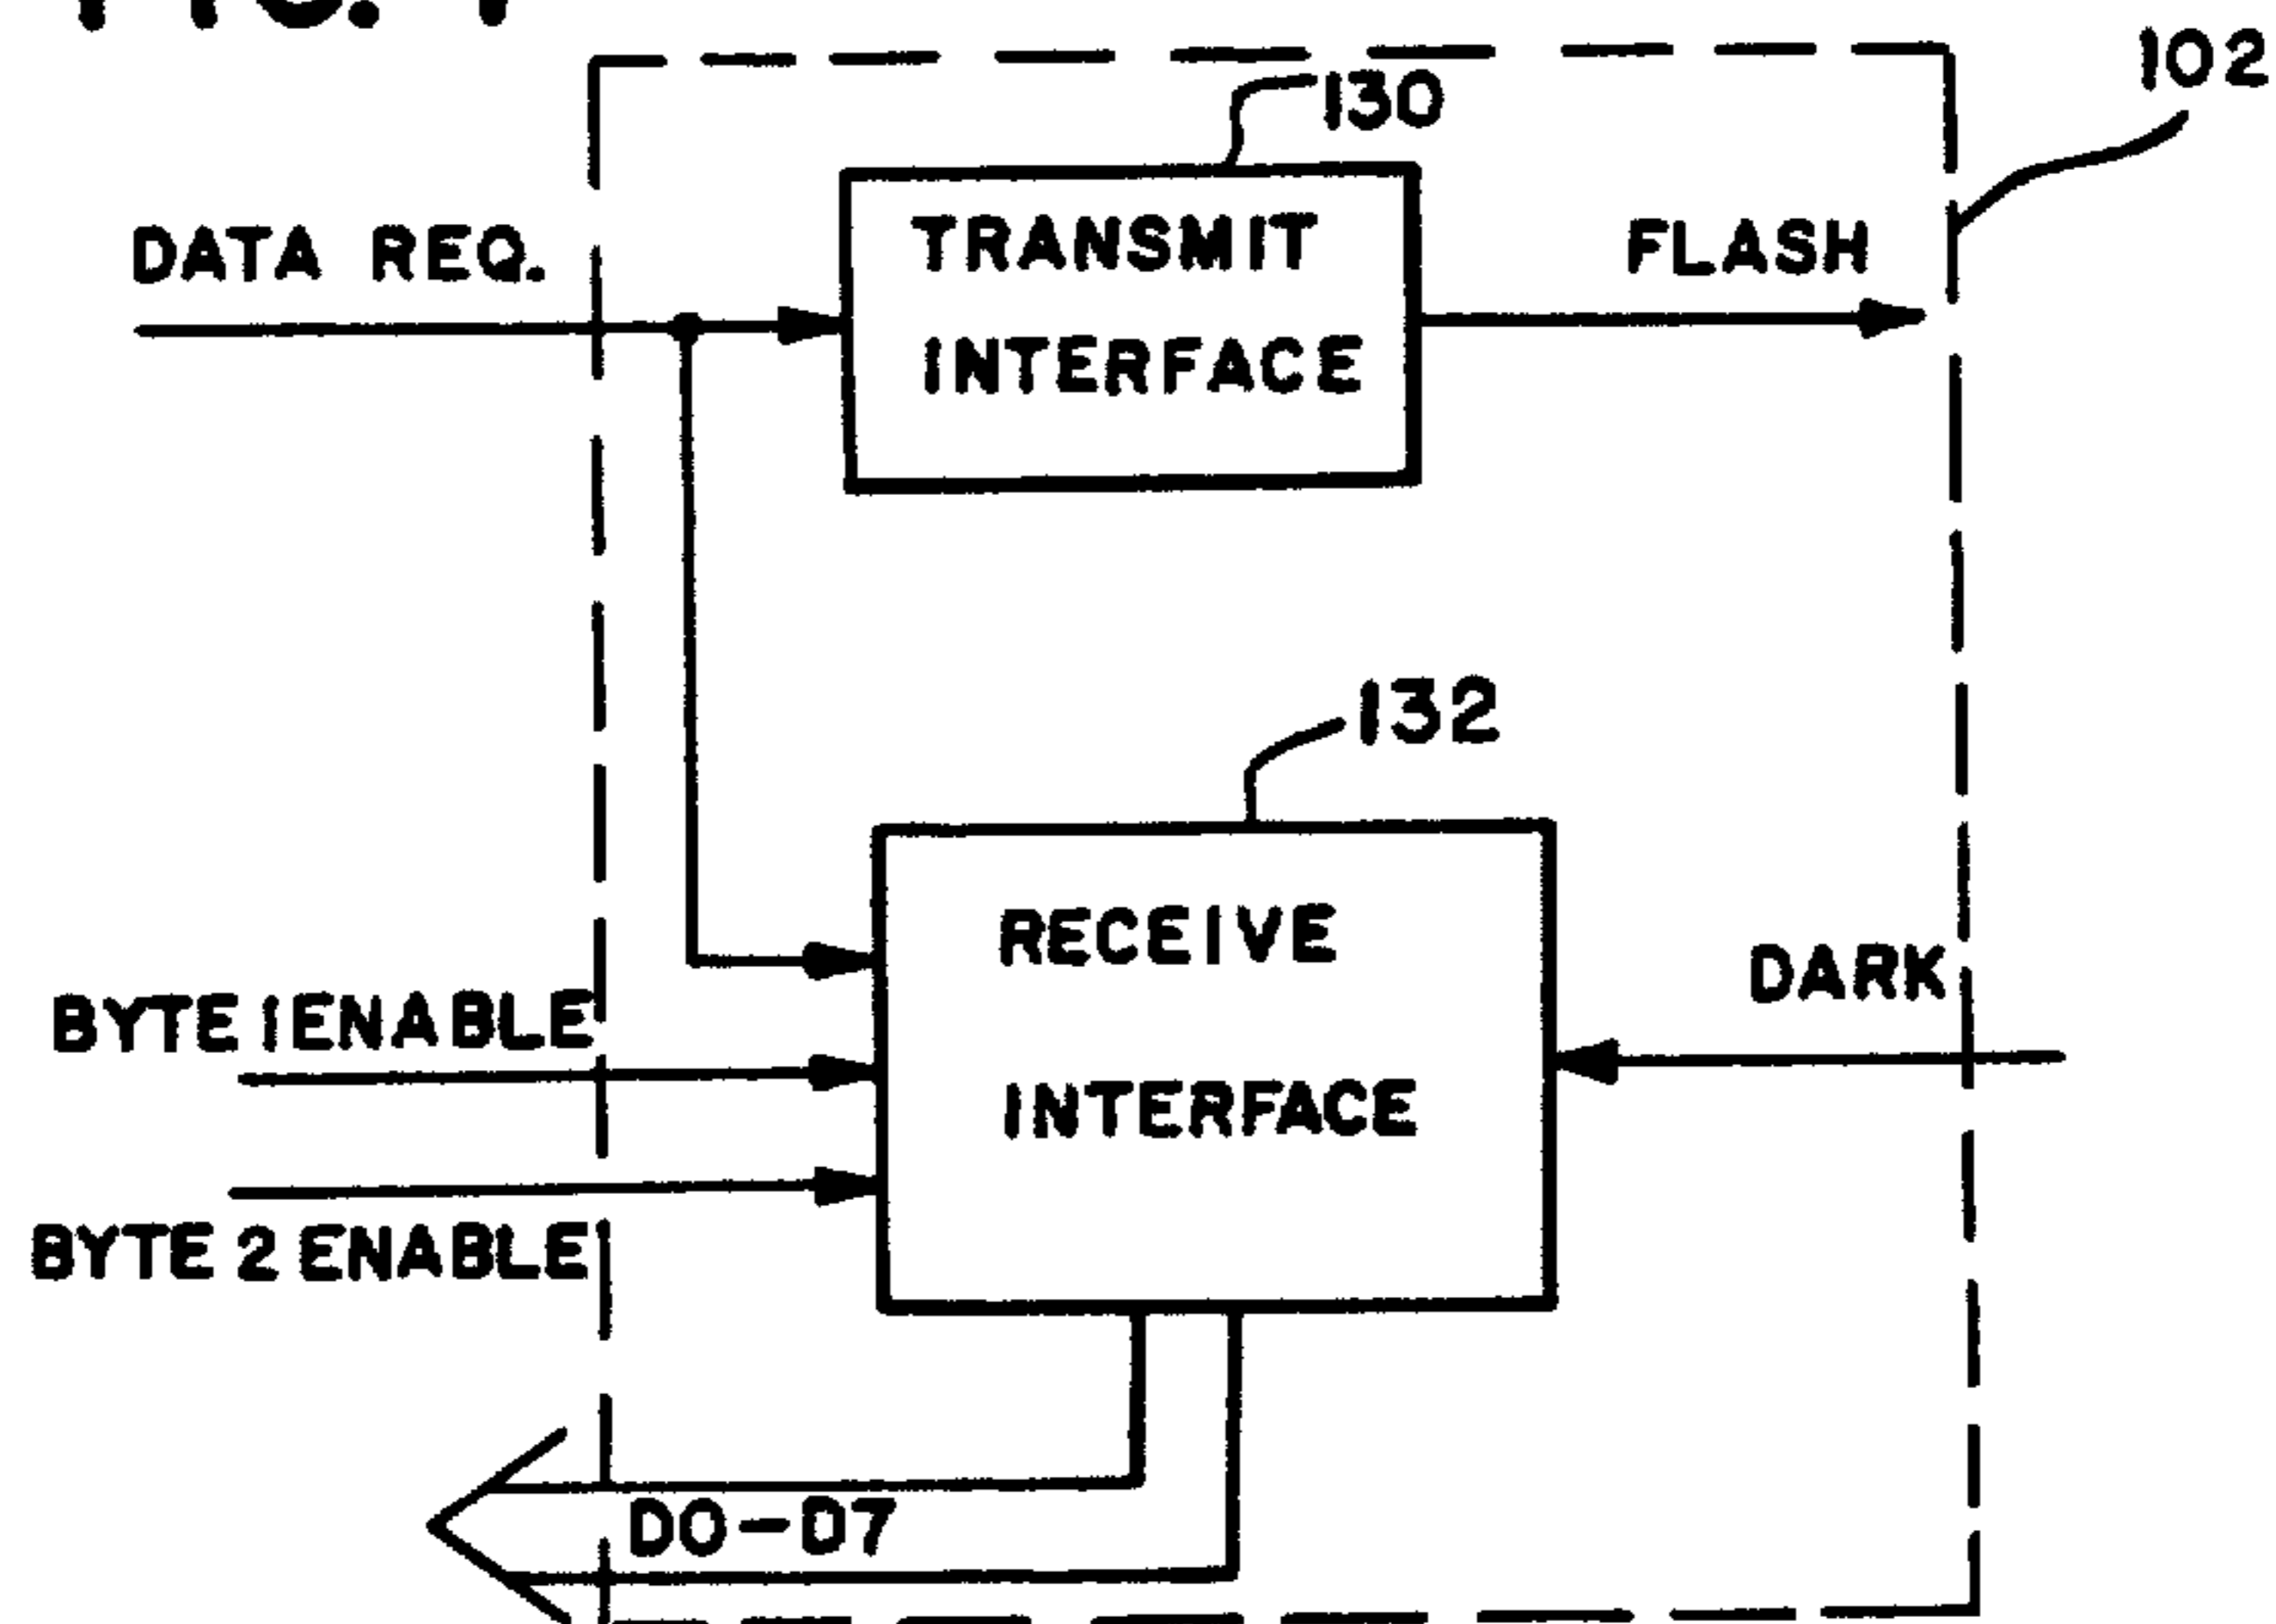 130
102
DATA REQ.
TRANSMIT
INTERFACE
FLASH
132
RECEIVE
INTERFACE
DARK
BYTE 1 ENABLE
BYTE 2 ENABLE
D0-D7